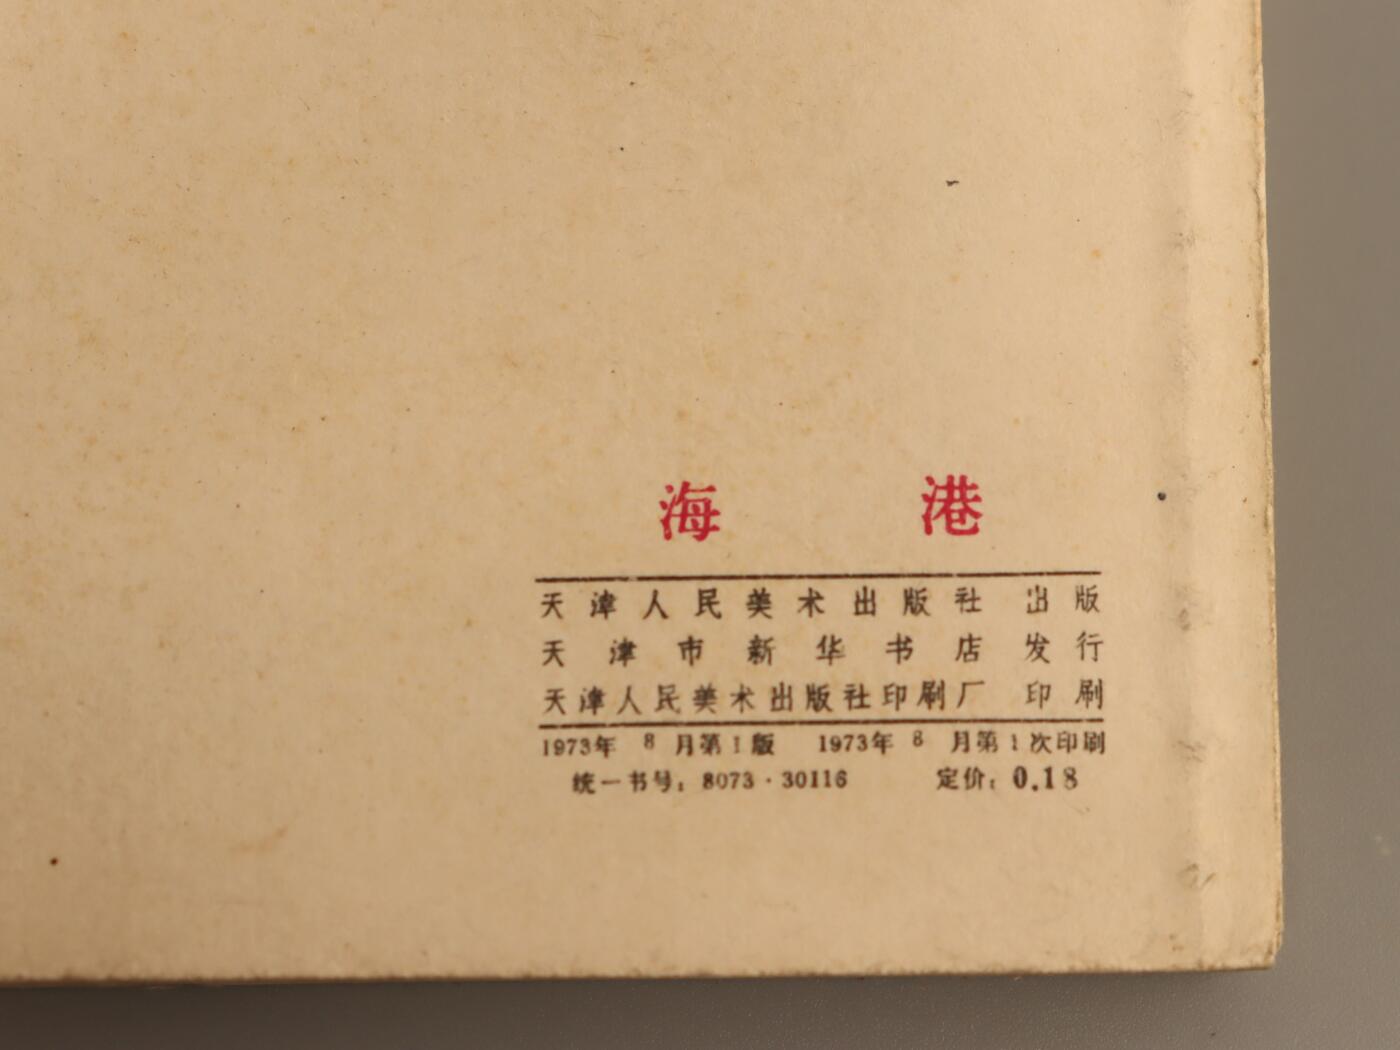 海港
天津人民美术出版社 出版
天津市新华书店 发行
天津人民美术出版社印刷厂 印刷
1973年 8 月第1版 1973年 8 月第1次印刷
统一书号：8073·30116 定价：0.18